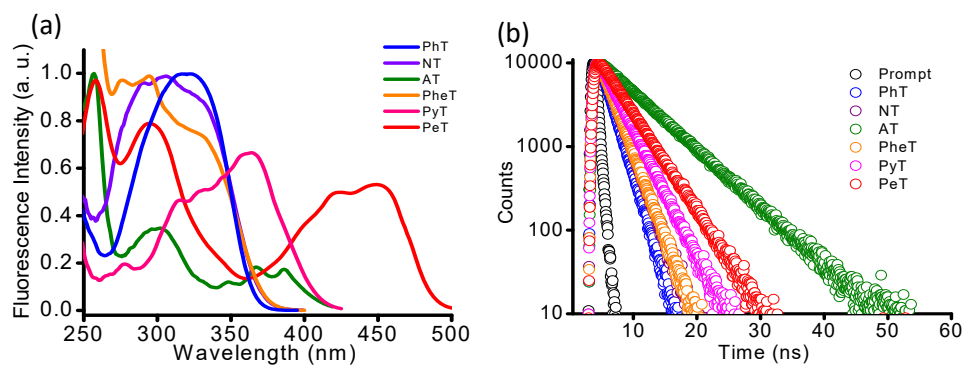 (a)
Fluorescence Intensity (a. u.)
1.0
0.8
0.6
0.4
0.2
0.0
250 300 350 400 450 500
Wavelength (nm)
PhT
NT
AT
PheT
PyT
PeT
(b)
Counts
10000
1000
100
10
10 20 30 40 50 60
Time (ns)
Prompt
PhT
NT
AT
PheT
PyT
PeT